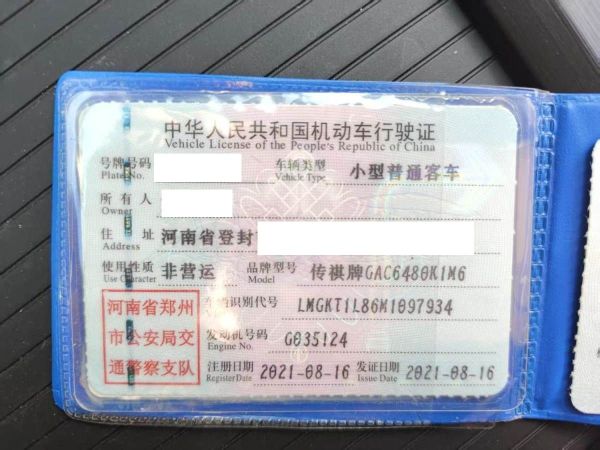 中华人民共和国机动车行驶证
Vehicle License of the People's Republic of China
号牌号码 Plate No. 车辆类型 Vehicle Type 小型普通客车
所有人 Owner
住址 Address 河南省登封
使用性质 Use Character 非营运 品牌型号 Model 传祺牌GAC6480K1M6
河南省郑州市公安局交通警察支队
车辆识别代号 LMGKT1L86M1097934
发动机号码 Engine No. G035124
注册日期 Register Date 2021-08-16 发证日期 Issue Date 2021-08-16